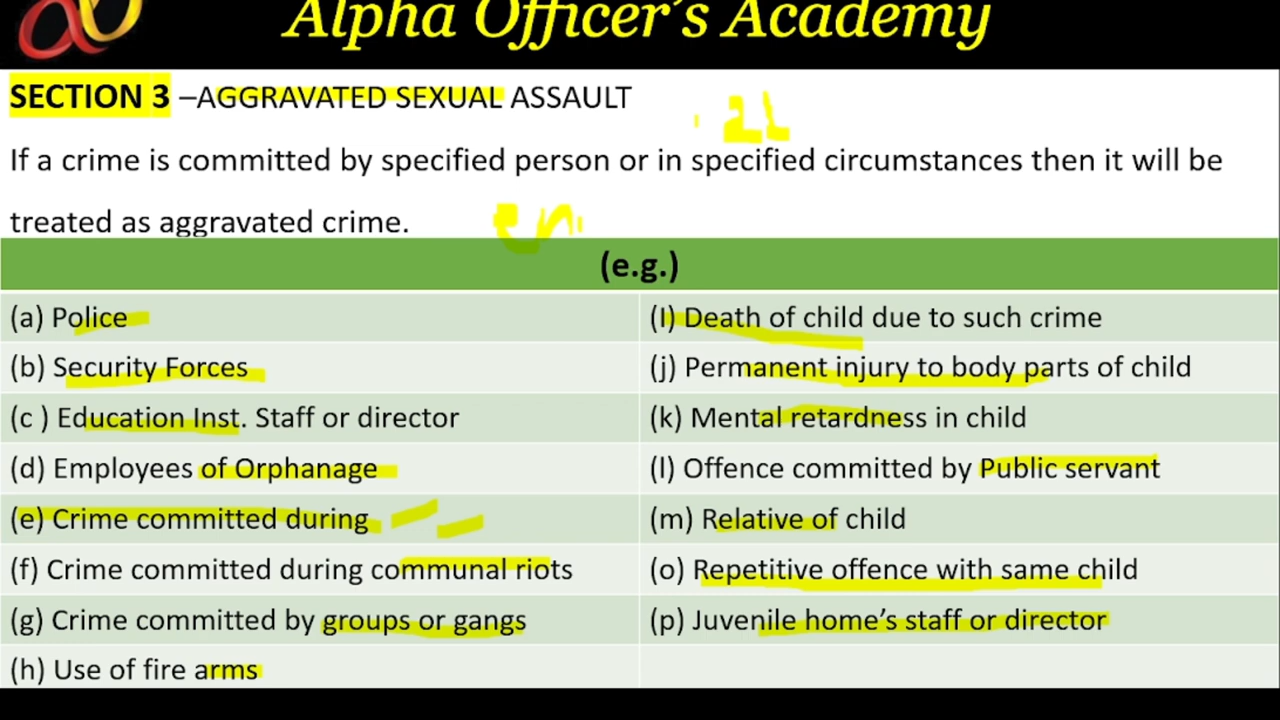 Alpha Officer's Academy
SECTION 3 –AGGRAVATED SEXUAL ASSAULT
If a crime is committed by specified person or in specified circumstances then it will be
treated as aggravated crime.
(e.g.)
(a) Police
(b) Security Forces
(c ) Education Inst. Staff or director
(d) Employees of Orphanage
(e) Crime committed during
(f) Crime committed during communal riots
(g) Crime committed by groups or gangs
(h) Use of fire arms
(I) Death of child due to such crime
(j) Permanent injury to body parts of child
(k) Mental retardness in child
(l) Offence committed by Public servant
(m) Relative of child
(o) Repetitive offence with same child
(p) Juvenile home's staff or director